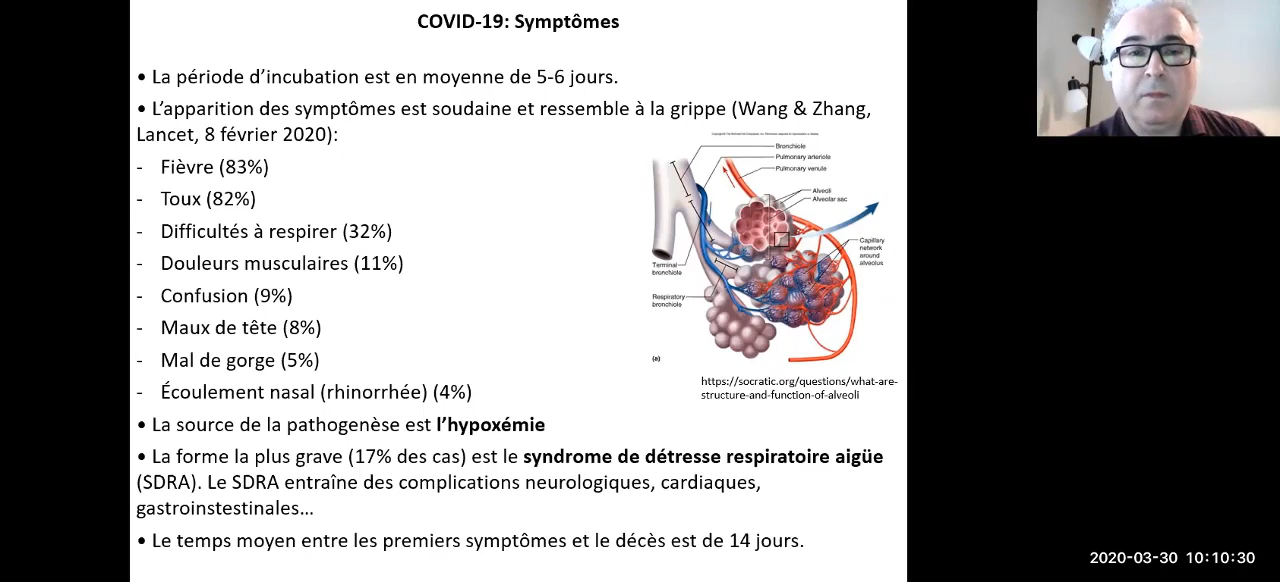 COVID-19: Symptômes
• La période d'incubation est en moyenne de 5-6 jours.
• L'apparition des symptômes est soudaine et ressemble à la grippe (Wang & Zhang,
Lancet, 8 février 2020):
- Fièvre (83%)
- Toux (82%)
- Difficultés à respirer (32%)
- Douleurs musculaires (11%)
- Confusion (9%)
- Maux de tête (8%)
- Mal de gorge (5%)
- Écoulement nasal (rhinorrhée) (4%)
Bronchiole
Pulmonary arteriole
Pulmonary venule
Alveoli
Alveolar sac
Capillary
network
around
alveolus
Terminal
bronchiole
Respiratory
bronchiole
(a)
https://socratic.org/questions/what-are-
structure-and-function-of-alveoli
• La source de la pathogenèse est l'hypoxémie
• La forme la plus grave (17% des cas) est le syndrome de détresse respiratoire aigüe
(SDRA). Le SDRA entraîne des complications neurologiques, cardiaques,
gastroinstestinales...
• Le temps moyen entre les premiers symptômes et le décès est de 14 jours.
2020-03-30 10:10:30